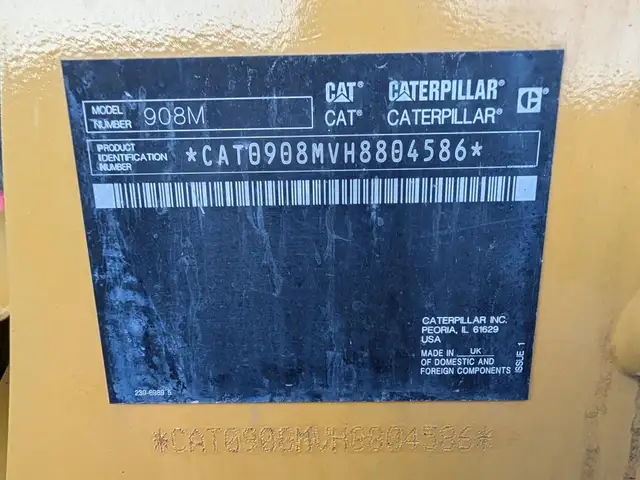 CAT® CATERPILLAR®
CAT® CATERPILLAR®
MODEL NUMBER 908M
PRODUCT IDENTIFICATION NUMBER *CAT0908MVH8804586*
CATERPILLAR INC.
PEORIA, IL 61629
USA
MADE IN UK
OF DOMESTIC AND
FOREIGN COMPONENTS
ISSUE 1
*CAT0908MVH8804586*